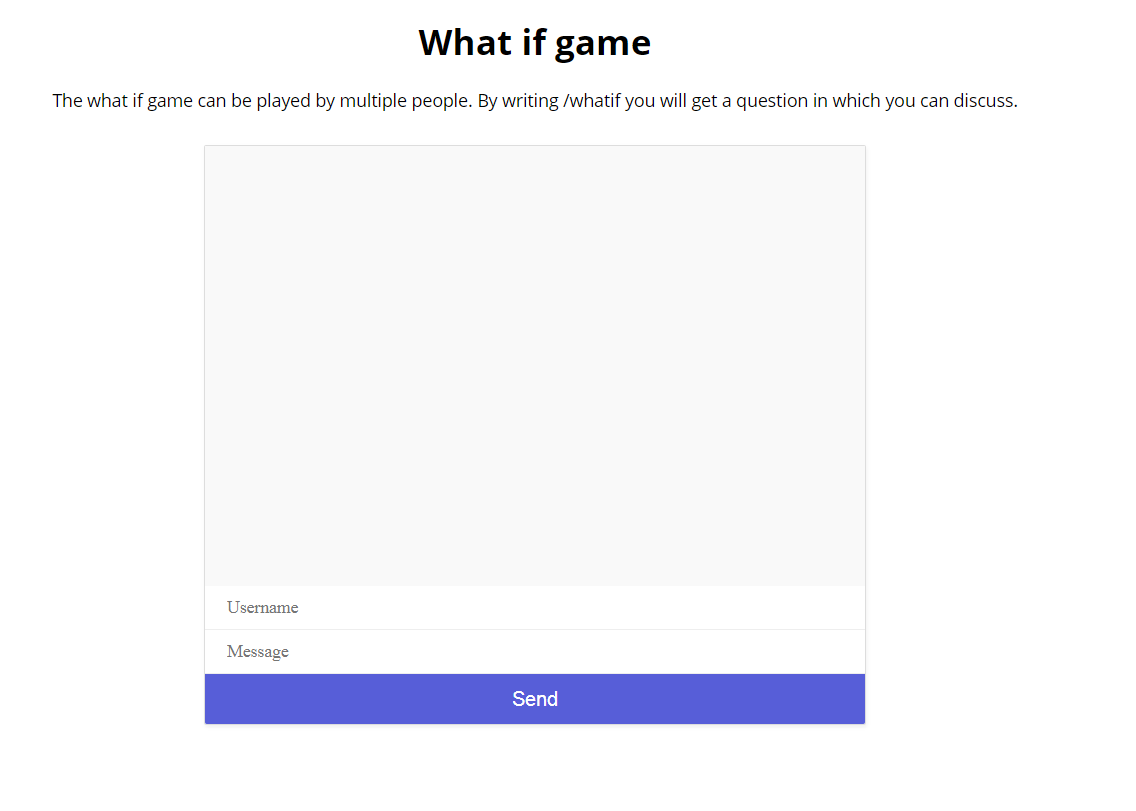 What if game
The what if game can be played by multiple people. By writing /whatif you will get a question in which you can discuss.
Username
Message
Send